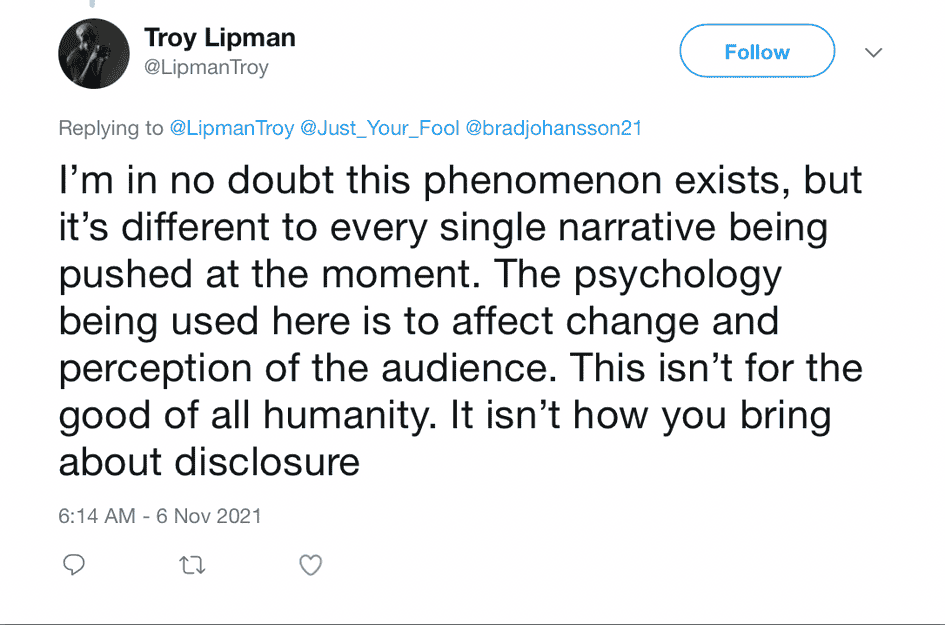 Troy Lipman
@LipmanTroy
Follow
Replying to @LipmanTroy @Just_Your_Fool @bradjohansson21
I’m in no doubt this phenomenon exists, but
it’s different to every single narrative being
pushed at the moment. The psychology
being used here is to affect change and
perception of the audience. This isn’t for the
good of all humanity. It isn’t how you bring
about disclosure
6:14 AM - 6 Nov 2021